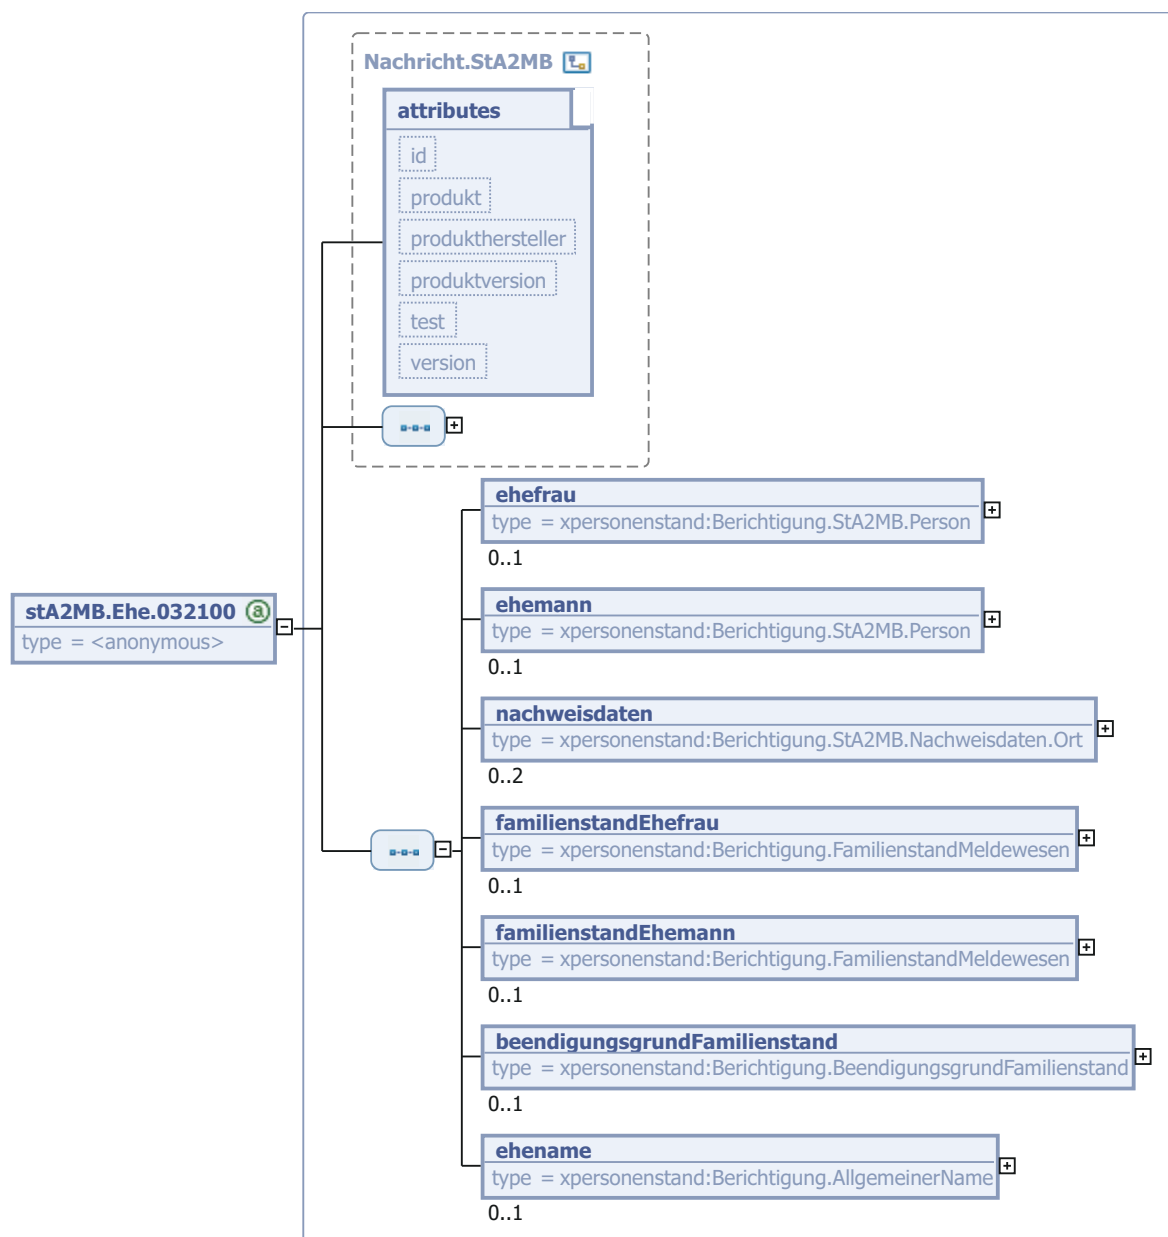 Nachricht.StA2MB
attributes
id
produkt
produkthersteller
produktversion
test
version
ehefrau
type = xpersonenstand:Berichtigung.StA2MB.Person
0..1
stA2MB.Ehe.032100 a
type = <anonymous>
ehemann
type = xpersonenstand:Berichtigung.StA2MB.Person
0..1
nachweisdaten
type = xpersonenstand:Berichtigung.StA2MB.Nachweisdaten.Ort
0..2
familienstandEhefrau
type = xpersonenstand:Berichtigung.FamilienstandMeldewesen
0..1
familienstandEhemann
type = xpersonenstand:Berichtigung.FamilienstandMeldewesen
0..1
beendigungsgrundFamilienstand
type = xpersonenstand:Berichtigung.BeendigungsgrundFamilienstand
0..1
ehename
type = xpersonenstand:Berichtigung.AllgemeinerName
0..1